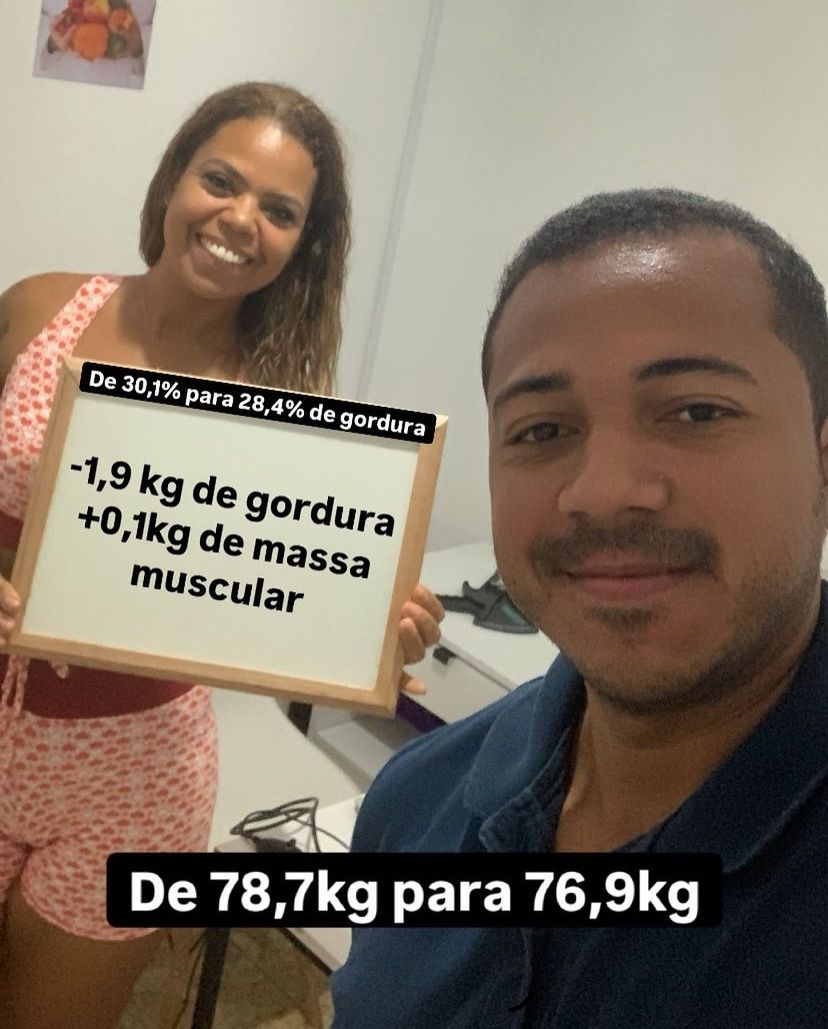 De 30,1% para 28,4% de gordura
-1,9 kg de gordura
+0,1kg de massa
muscular
De 78,7kg para 76,9kg